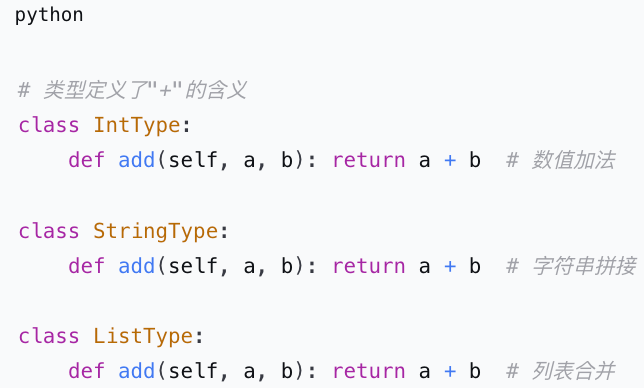 python
# 类型定义了"+"的含义
class IntType:
    def add(self, a, b): return a + b  # 数值加法
class StringType:
    def add(self, a, b): return a + b  # 字符串拼接
class ListType:
    def add(self, a, b): return a + b  # 列表合并